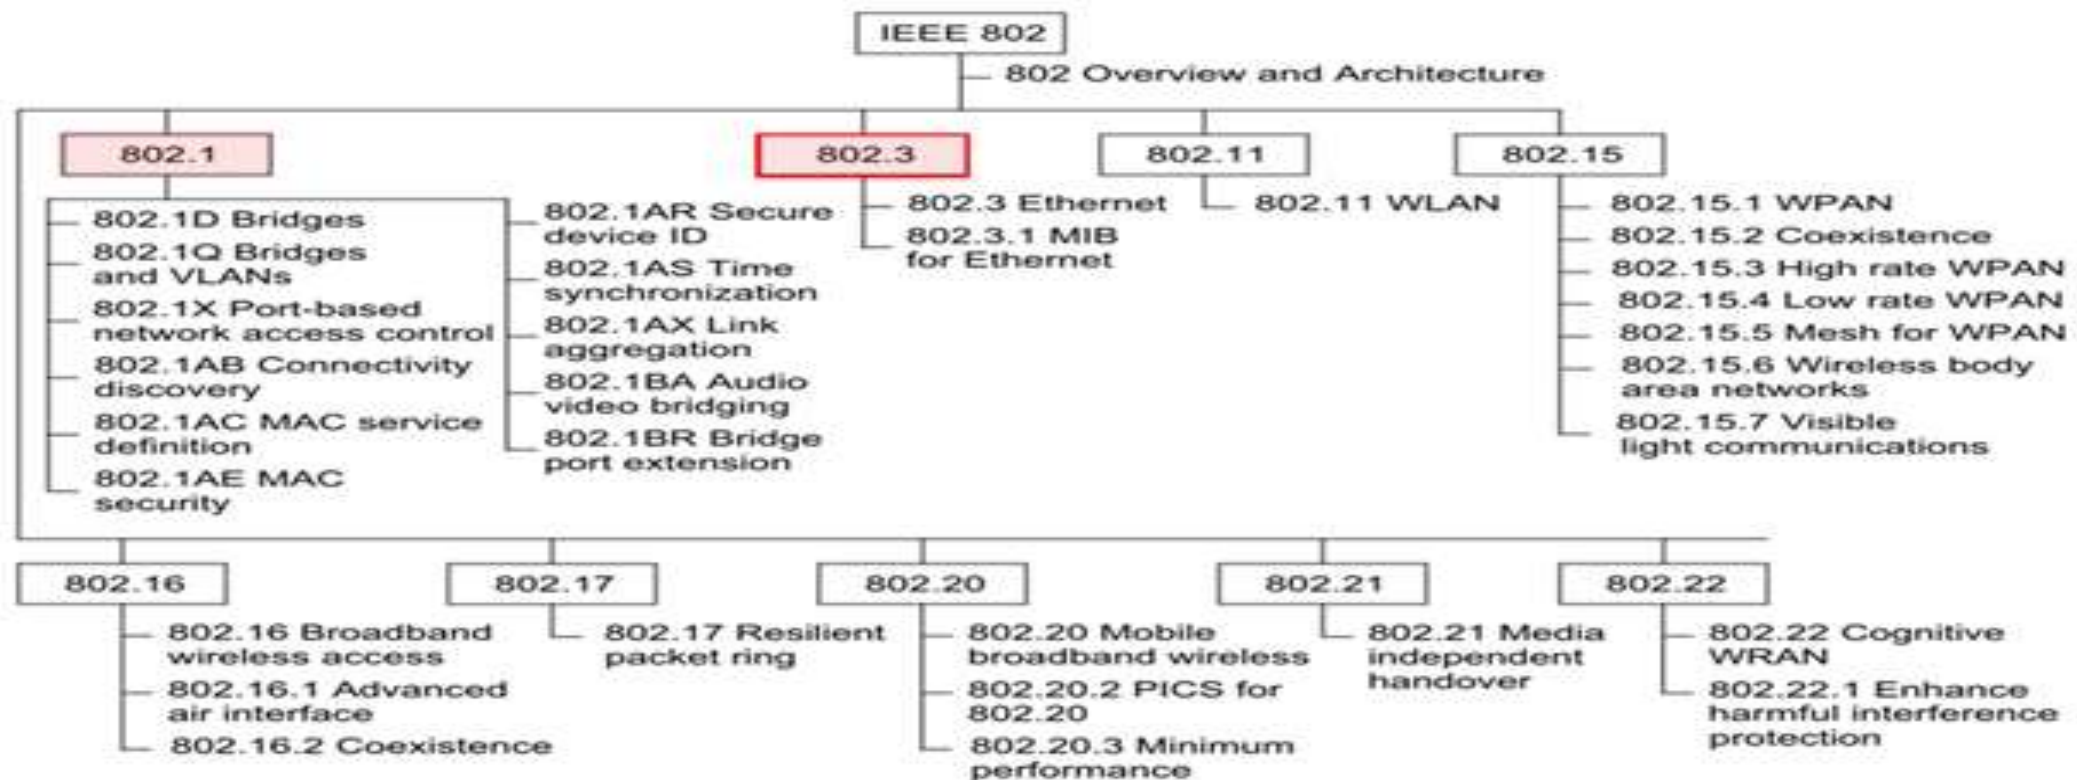 IEEE 802
802 Overview and Architecture
802.1
802.1D Bridges
802.1Q Bridges
and VLANs
802.1X Port-based
network access control
802.1AB Connectivity
discovery
802.1AC MAC service
definition
802.1AE MAC
security
802.1AR Secure
device ID
802.1AS Time
synchronization
802.1AX Link
aggregation
802.1BA Audio
video bridging
802.1BR Bridge
port extension
802.3
802.3 Ethernet
802.3.1 MIB
for Ethernet
802.11
802.11 WLAN
802.15
802.15.1 WPAN
802.15.2 Coexistence
802.15.3 High rate WPAN
802.15.4 Low rate WPAN
802.15.5 Mesh for WPAN
802.15.6 Wireless body
area networks
802.15.7 Visible
light communications
802.16
802.16 Broadband
wireless access
802.16.1 Advanced
air interface
802.16.2 Coexistence
802.17
802.17 Resilient
packet ring
802.20
802.20 Mobile
broadband wireless
802.20.2 PICS for
802.20
802.20.3 Minimum
performance
802.21
802.21 Media
independent
handover
802.22
802.22 Cognitive
WRAN
802.22.1 Enhance
harmful interference
protection